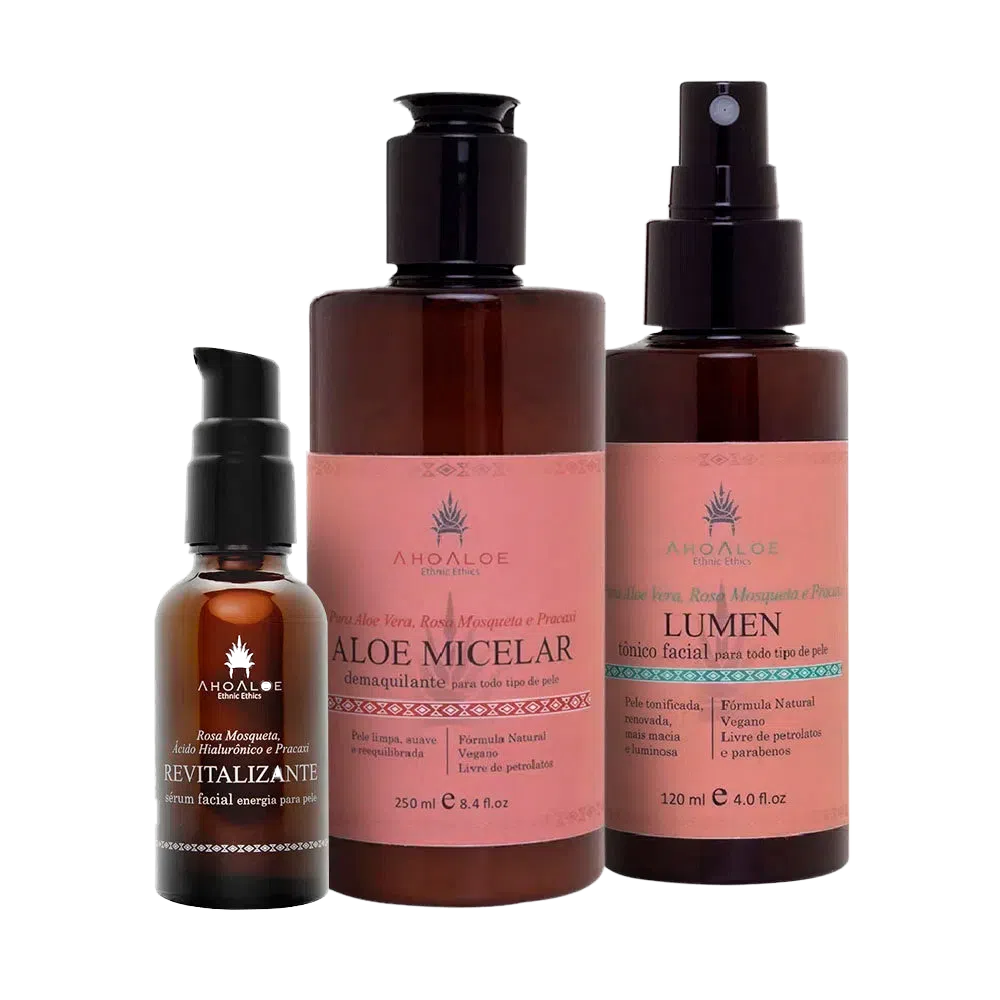 AHOALOE
Ethnic Ethics
Rosa Mosqueta,
Ácido Hialurônico e Pracaxi
REVITALIZANTE
sérum facial energia para pele
AHOALOE
Ethnic Ethics
Pura Aloe Vera, Rosa Mosqueta e Pracaxi
ALOE MICELAR
demaquilante para todo tipo de pele
Pele limpa, suave
e reequilibrada
Fórmula Natural
Vegano
Livre de petrolatos
250 ml e 8.4 fl.oz
AHOALOE
Ethnic Ethics
Pura Aloe Vera, Rosa Mosqueta e Pracaxi
LUMEN
tônico facial para todo tipo de pele
Pele tonificada,
renovada,
mais macia
e luminosa
Fórmula Natural
Vegano
Livre de petrolatos
e parabenos
120 ml e 4.0 fl.oz